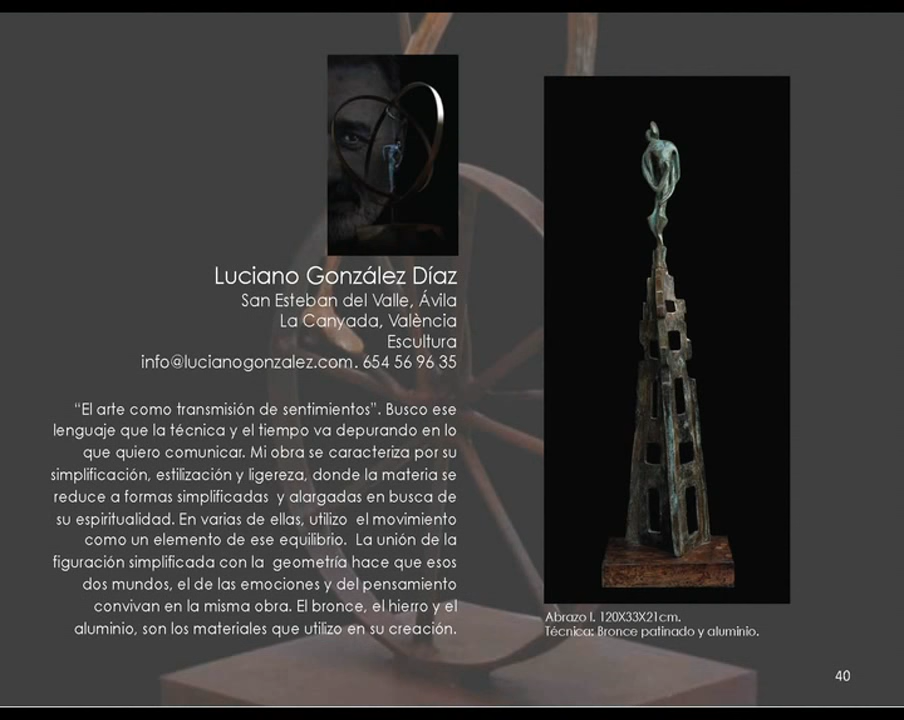 Luciano González Díaz
San Esteban del Valle, Ávila
La Canyada, València
Escultura
info@lucianogonzalez.com. 654 56 96 35
"El arte como transmisión de sentimientos". Busco ese
lenguaje que la técnica y el tiempo va depurando en lo
que quiero comunicar. Mi obra se caracteriza por su
simplificación, estilización y ligereza, donde la materia se
reduce a formas simplificadas y alargadas en busca de
su espiritualidad. En varias de ellas, utilizo el movimiento
como un elemento de ese equilibrio. La unión de la
figuración simplificada con la geometría hace que esos
dos mundos, el de las emociones y del pensamiento
convivan en la misma obra. El bronce, el hierro y el
aluminio, son los materiales que utilizo en su creación.
Abrazo I. 120X33X21cm.
Técnica: Bronce patinado y aluminio.
40